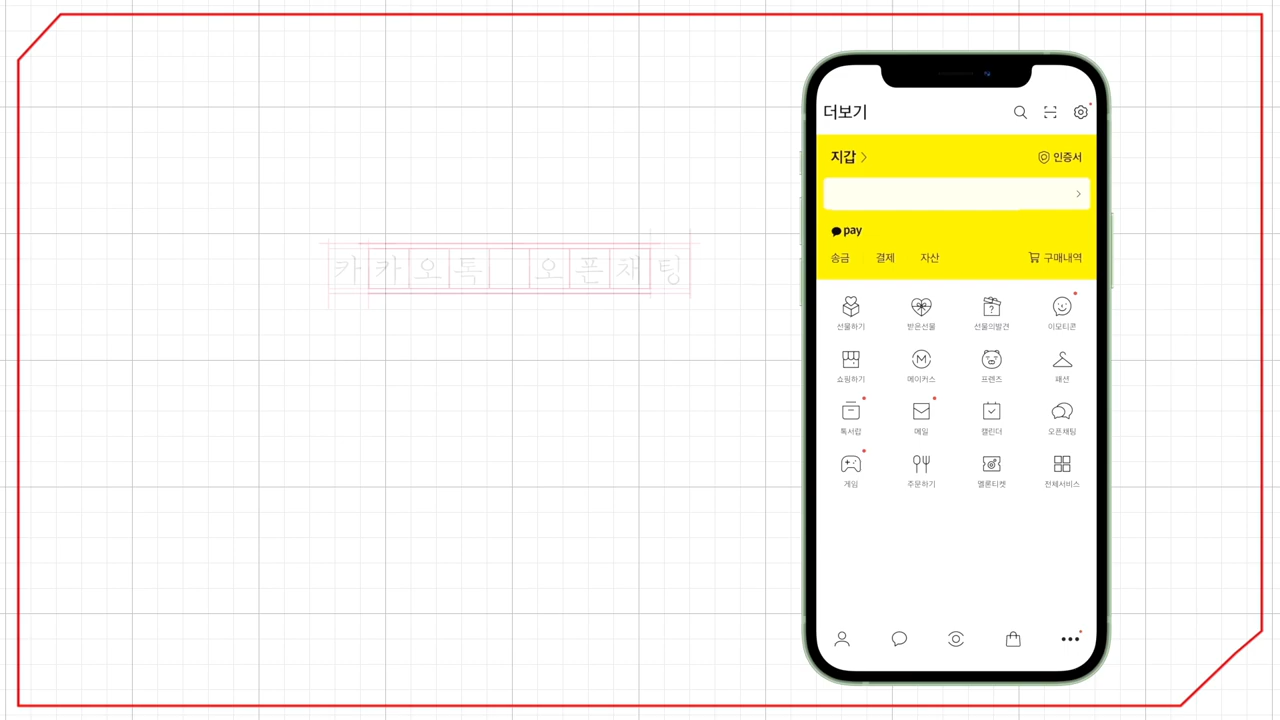 카카오톡 오픈채팅
더보기
지갑 인증서
pay
송금 결제 자산 구매내역
선물하기 받은선물 선물의발견 이모티콘
?
쇼핑하기 메이커스 프렌즈 패션
M
톡서랍 메일 캘린더 오픈채팅
게임 주문하기 멜론티켓 전체서비스